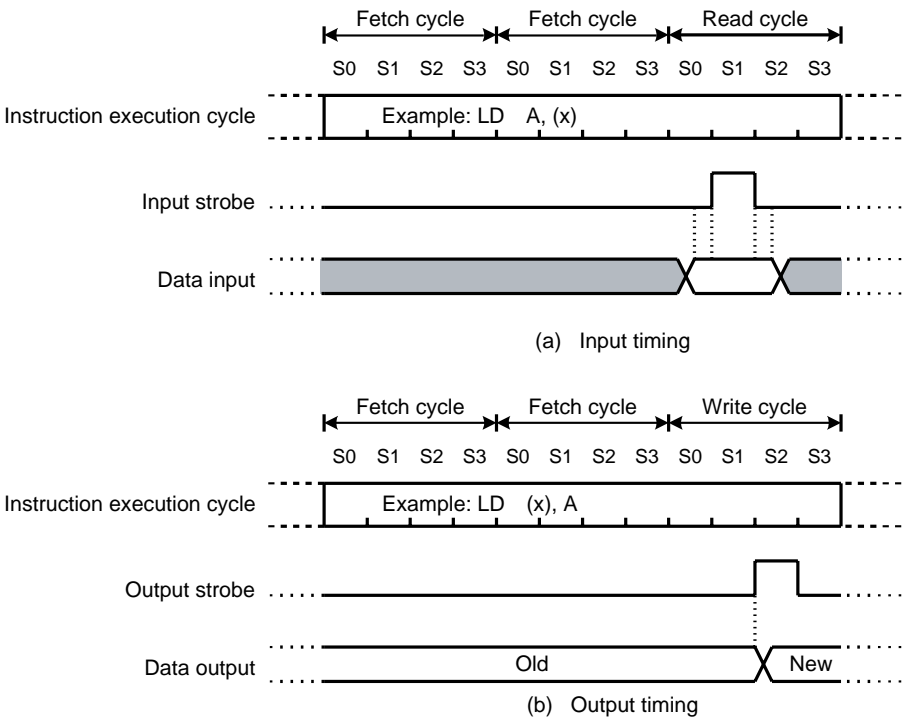 Fetch cycle Fetch cycle Read cycle
S0 S1 S2 S3 S0 S1 S2 S3 S0 S1 S2 S3
Instruction execution cycle Example: LD A, (x)
Input strobe
Data input
(a) Input timing
Fetch cycle Fetch cycle Write cycle
S0 S1 S2 S3 S0 S1 S2 S3 S0 S1 S2 S3
Instruction execution cycle Example: LD (x), A
Output strobe
Data output Old New
(b) Output timing